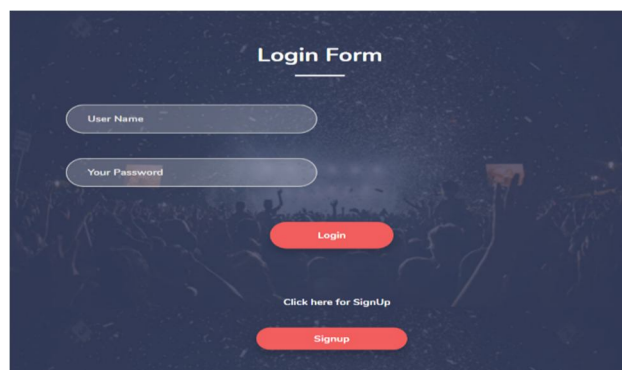 Login Form
User Name
Your Password
Login
Click here for SignUp
Signup